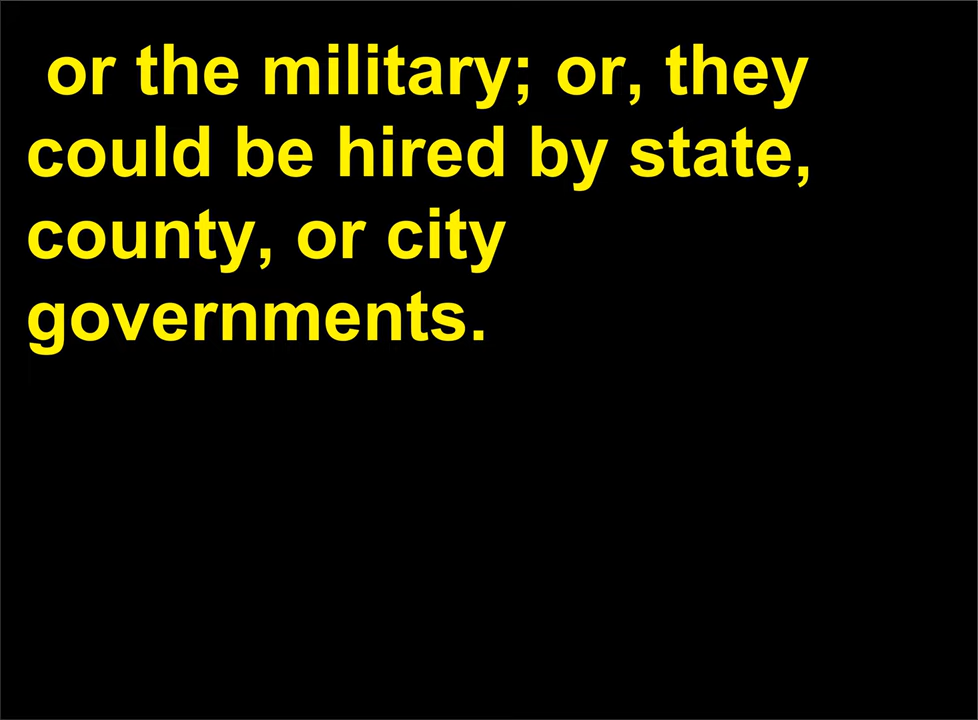 or the military; or, they
could be hired by state,
county, or city
governments.